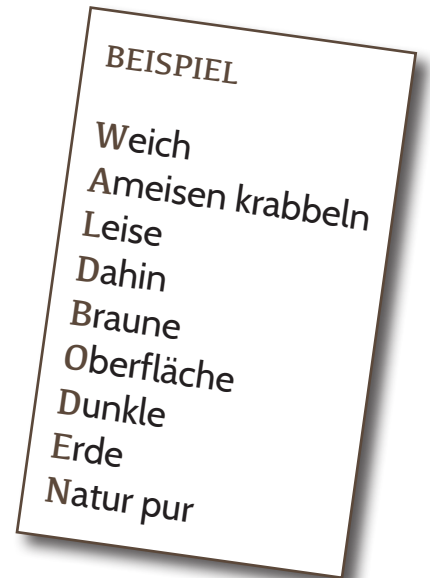 BEISPIEL
Weich
Ameisen krabbeln
Leise
Dahin
Braune
Oberfläche
Dunkle
Erde
Natur pur